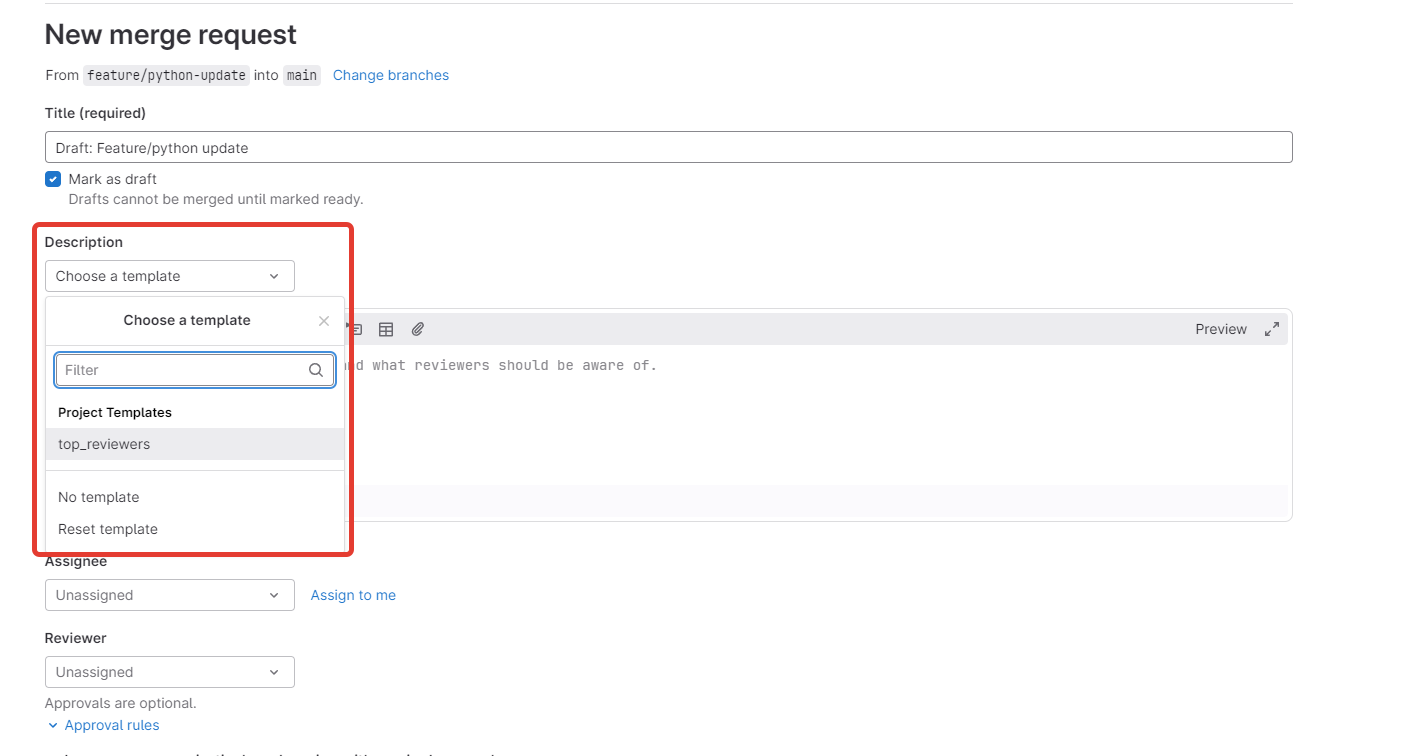 New merge request
From feature/python-update into main Change branches
Title (required)
Draft: Feature/python update
Mark as draft
Drafts cannot be merged until marked ready.
Description
Choose a template
Choose a template
Preview
Filter
what reviewers should be aware of.
Project Templates
top_reviewers
No template
Reset template
Assignee
Unassigned
Assign to me
Reviewer
Unassigned
Approvals are optional.
Approval rules